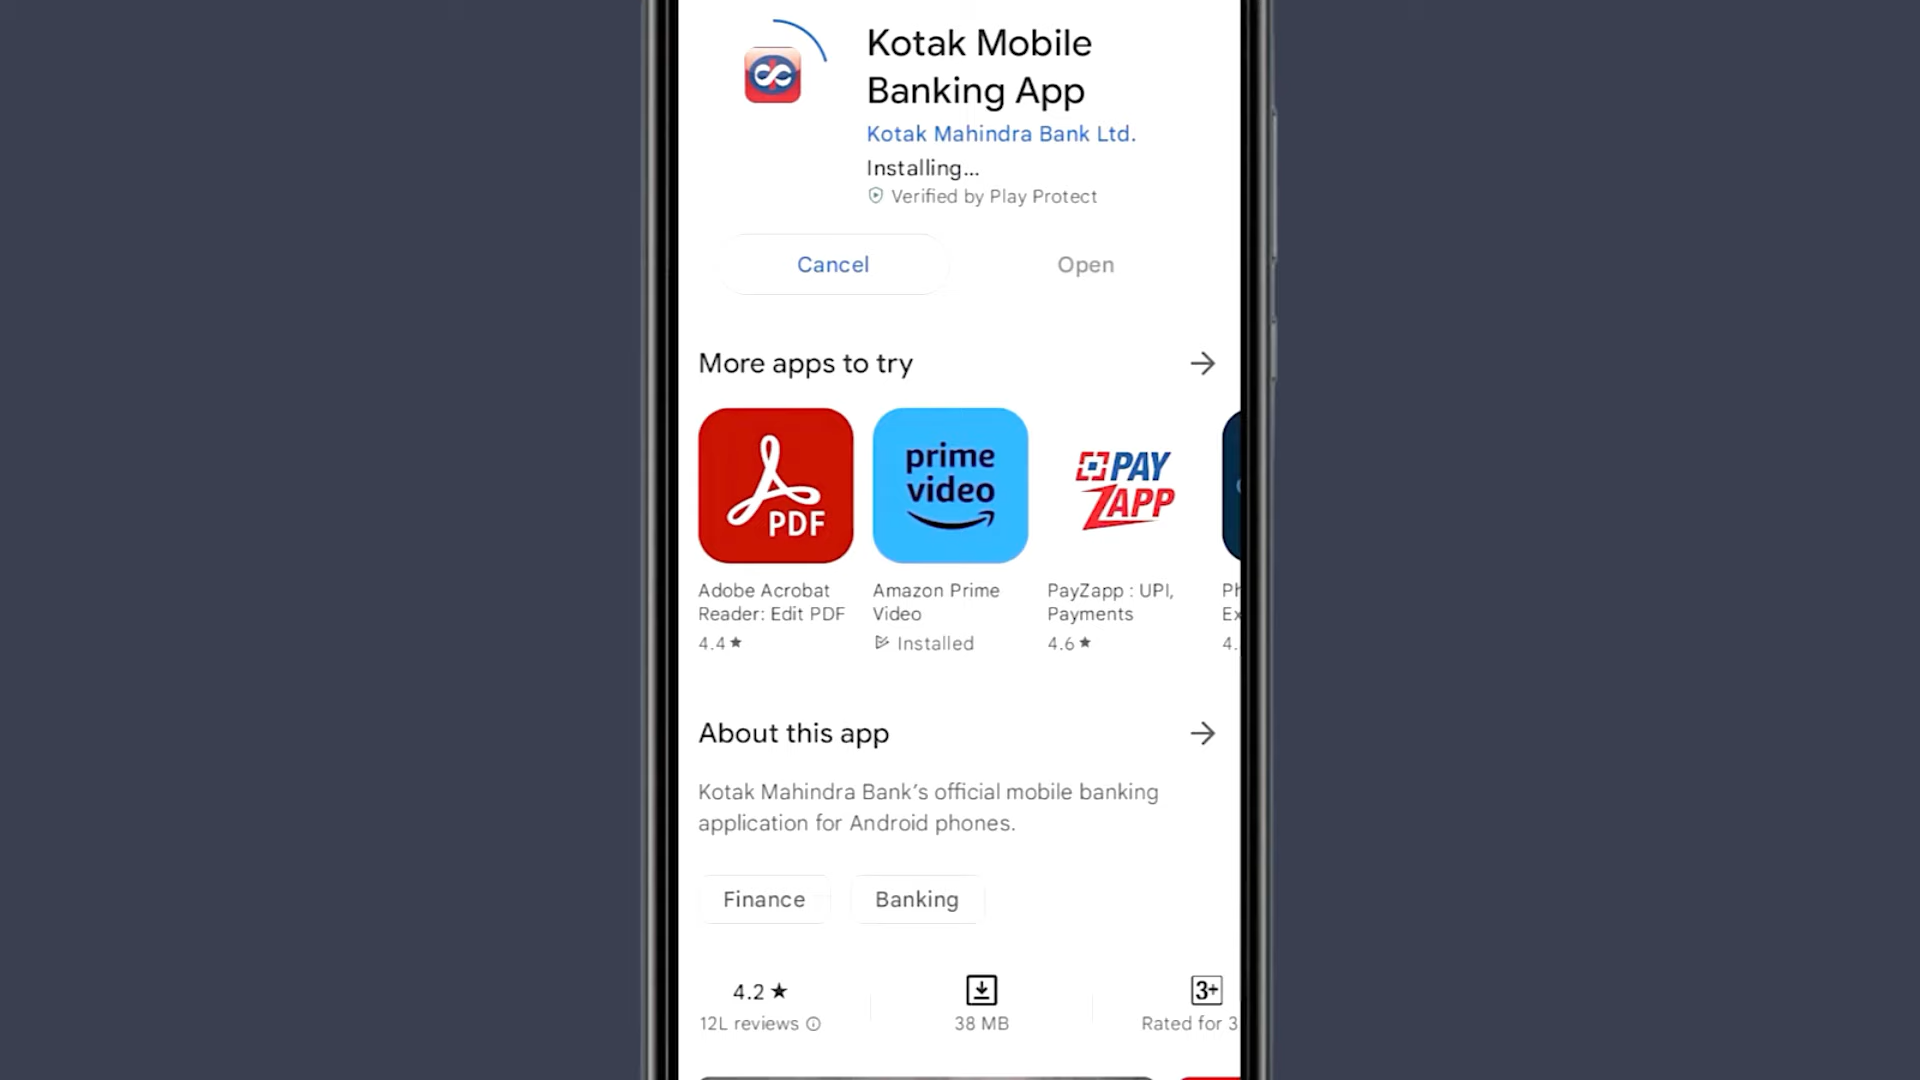 Kotak Mobile
Banking App
Kotak Mahindra Bank Ltd.
Installing...
Verified by Play Protect
Cancel
Open
More apps to try
PDF
prime
video
PAY
ZAPP
Adobe Acrobat
Reader: Edit PDF
4.4★
Amazon Prime
Video
Installed
PayZapp : UPI,
Payments
4.6★
4.
About this app
Kotak Mahindra Bank’s official mobile banking
application for Android phones.
Finance
Banking
4.2★
12L reviews
38 MB
3+
Rated for 3